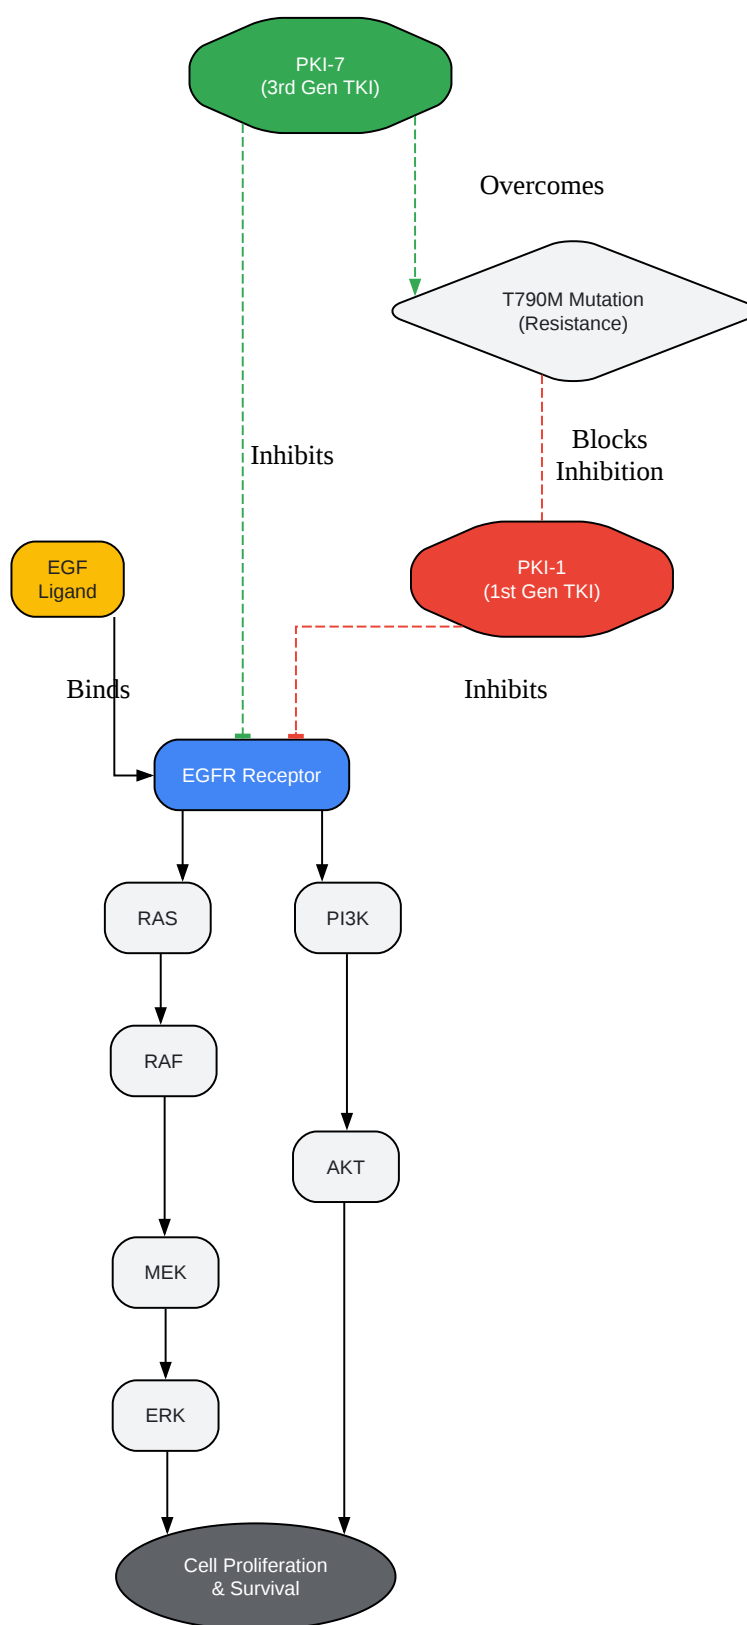 PKI-7
(3rd Gen TKI)
Overcomes
T790M Mutation
(Resistance)
Blocks
Inhibition
Inhibits
EGF
Ligand
PKI-1
(1st Gen TKI)
Binds
Inhibits
EGFR Receptor
RAS
PI3K
RAF
AKT
MEK
ERK
Cell Proliferation
& Survival